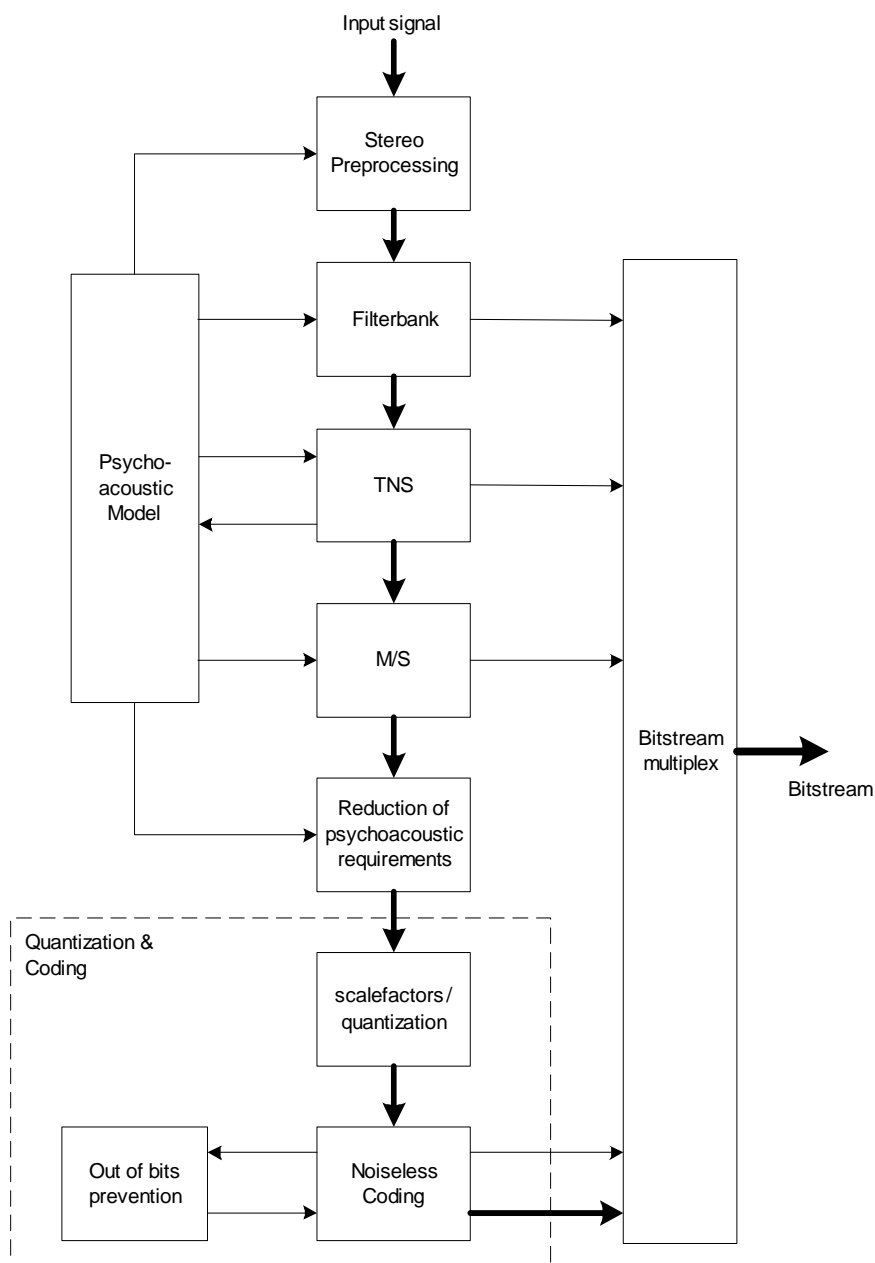 Input signal
Stereo
Preprocessing
Filterbank
Psycho-
acoustic
Model
TNS
M/S
Bitstream
multiplex
Bitstream
Reduction of
psychoacoustic
requirements
Quantization &
Coding
scalefactors/
quantization
Out of bits
prevention
Noiseless
Coding